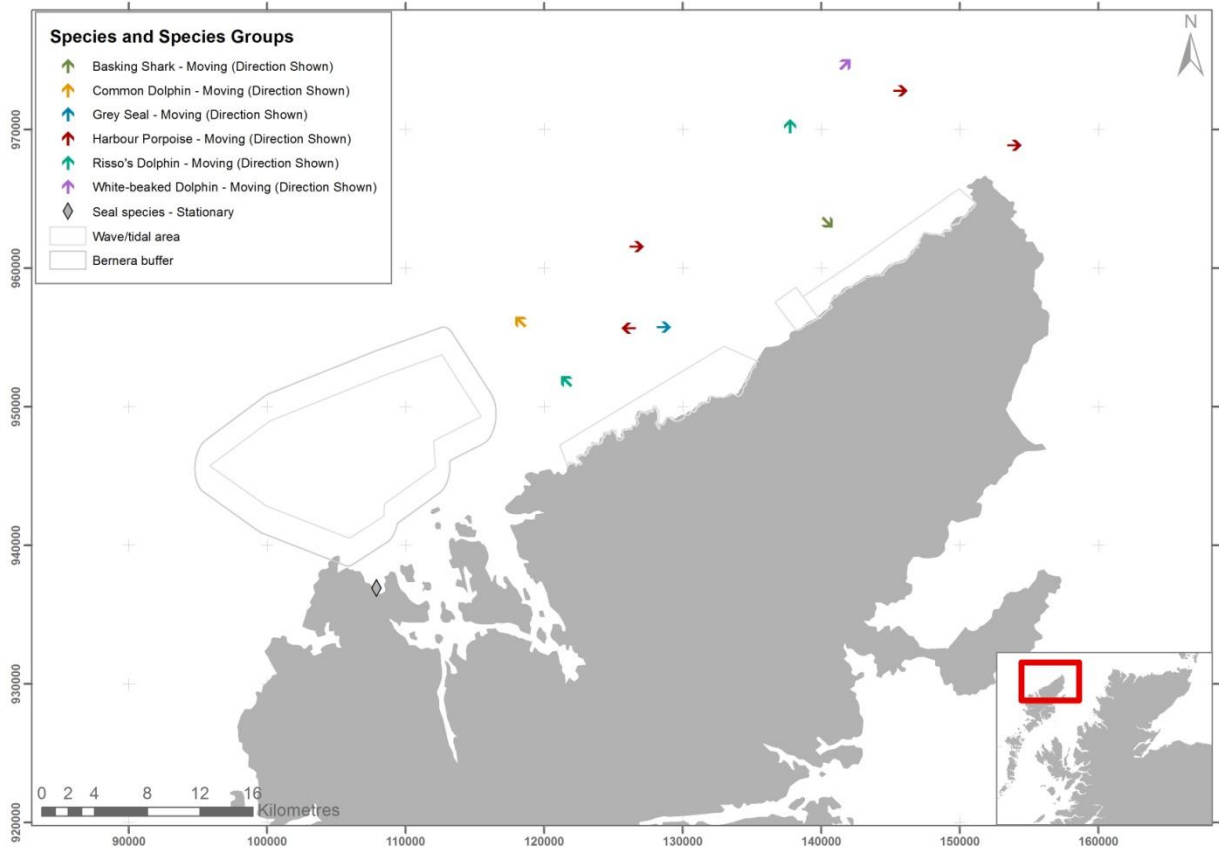 Species and Species Groups
Basking Shark - Moving (Direction Shown)
Common Dolphin - Moving (Direction Shown)
Grey Seal - Moving (Direction Shown)
Harbour Porpoise - Moving (Direction Shown)
Risso's Dolphin - Moving (Direction Shown)
White-beaked Dolphin - Moving (Direction Shown)
Seal species - Stationary
Wave/tidal area
Bernera buffer
N
970000
960000
950000
940000
930000
920000
0 2 4 8 12 16
Kilometres
90000 100000 110000 120000 130000 140000 150000 160000